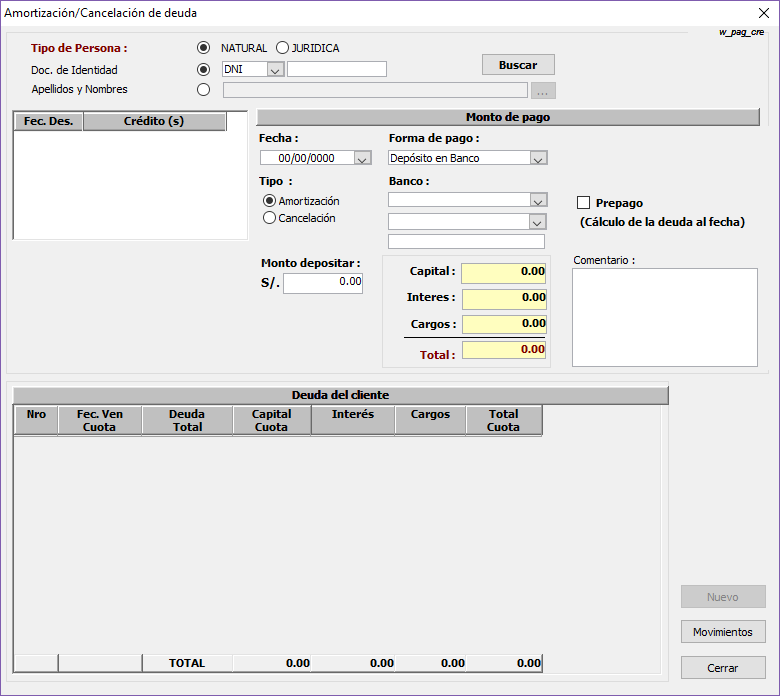 Amortización/Cancelación de deuda
w_pag_cre
Tipo de Persona :
NATURAL
JURIDICA
Doc. de Identidad
DNI
Buscar
Apellidos y Nombres
...
Fec. Des.
Crédito (s)
Monto de pago
Fecha :
Forma de pago :
00/00/0000
Depósito en Banco
Tipo :
Banco :
Amortización
Cancelación
Prepago
(Cálculo de la deuda al fecha)
Monto depositar :
S/.
0.00
Capital :
0.00
Interes :
0.00
Cargos :
0.00
Total :
0.00
Comentario :
Deuda del cliente
Nro
Fec. Ven
Cuota
Deuda
Total
Capital
Cuota
Interés
Cargos
Total
Cuota
TOTAL
0.00
0.00
0.00
0.00
Nuevo
Movimientos
Cerrar